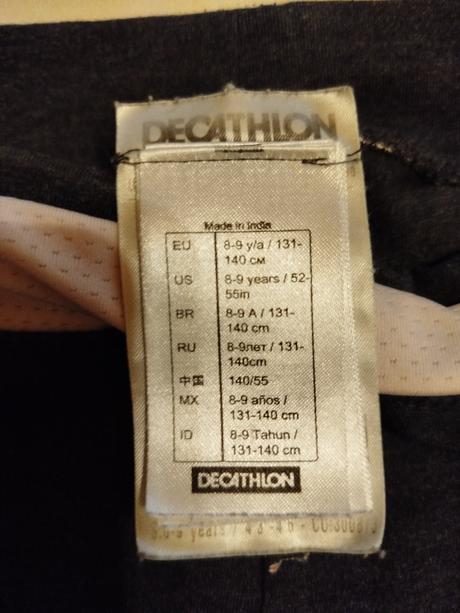 DECATHLON
Made in India
EU 8-9 y/a / 131-
140 см
US 8-9 years / 52-
55in
BR 8-9 A / 131-
140 cm
RU 8-9лет / 131-
140cm
中国 140/55
MX 8-9 años /
131-140 cm
ID 8-9 Tahun /
131-140 cm
DECATHLON
years /